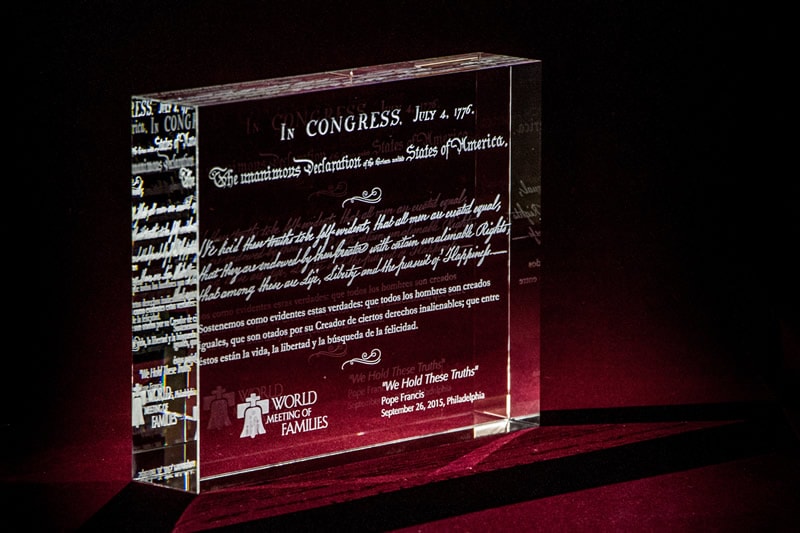 IN CONGRESS, JULY 4, 1776.
The unanimous Declaration of the thirteen united States of America,
We hold these truths to be self-evident, that all men are created equal,
that they are endowed by their Creator with certain unalienable Rights,
that among these are Life, Liberty and the pursuit of Happiness—
Sostenemos como evidentes estas verdades: que todos los hombres son creados
iguales, que son otados por su Creador de ciertos derechos inalienables; que entre
éstos están la vida, la libertad y la búsqueda de la felicidad.
"We Hold These Truths"
Pope Francis
September 26, 2015, Philadelphia
WORLD
MEETING OF
FAMILIES